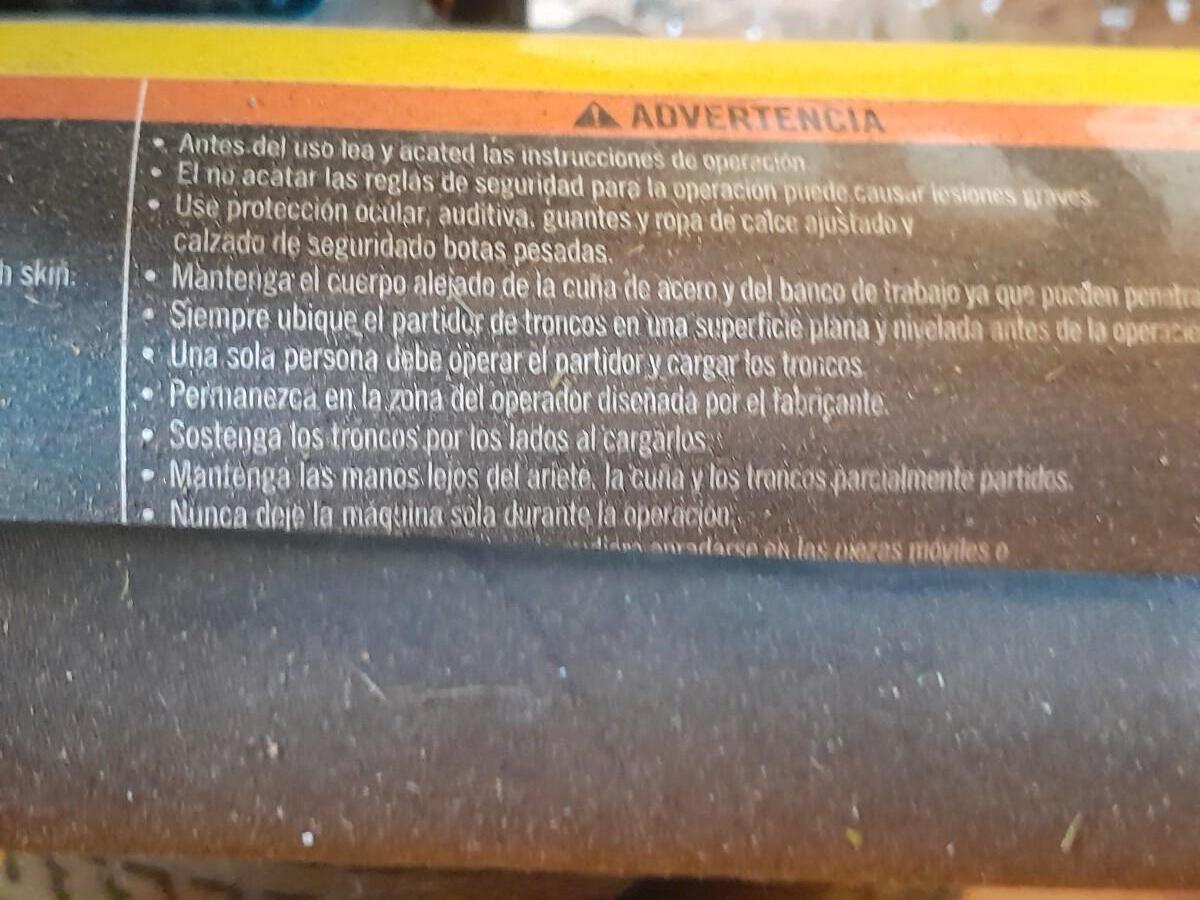 ADVERTENCIA
• Antes del uso lea y acated las instrucciones de operación
• El no acatar las reglas de seguridad para la operación puede causar lesiones graves.
• Use protección ocular, auditiva, guantes y ropa de calce ajustado y
calzado de seguridado botas pesadas.
h skin.
• Mantenga el cuerpo alejado de la cuña de acero y del banco de trabajo ya que pueden
• Siempre ubique el partidor de troncos en una superficie plana y nivelada antes de la
• Una sola persona debe operar el partidor y cargar los troncos
• Permanezca en la zona del operador diseñada por el fabricante.
• Sostenga los troncos por los lados al cargarlos.
• Mantenga las manos lejos del ariete, la cuña y los troncos parcialmente partidos.
• Nunca deje la máquina sola durante la operación.
en las piezas móviles o